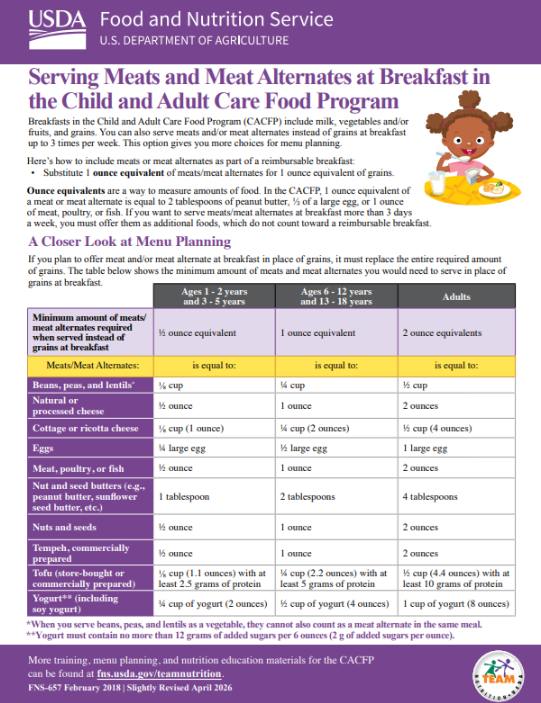 USDA Food and Nutrition Service
U.S. DEPARTMENT OF AGRICULTURE
Serving Meats and Meat Alternates at Breakfast in
the Child and Adult Care Food Program
Breakfasts in the Child and Adult Care Food Program (CACFP) include milk, vegetables and/or
fruits, and grains. You can also serve meats and/or meat alternates instead of grains at breakfast
up to 3 times per week. This option gives you more choices for menu planning.
Here's how to include meats or meat alternates as part of a reimbursable breakfast:
• Substitute 1 ounce equivalent of meats/meat alternates for 1 ounce equivalent of grains.
Ounce equivalents are a way to measure amounts of food. In the CACFP, 1 ounce equivalent of
a meat or meat alternate is equal to 2 tablespoons of peanut butter, ½ of a large egg, or 1 ounce
of meat, poultry, or fish. If you want to serve meats/meat alternates at breakfast more than 3 days
a week, you must offer them as additional foods, which do not count toward a reimbursable breakfast.
A Closer Look at Menu Planning
If you plan to offer meat and/or meat alternate at breakfast in place of grains, it must replace the entire required amount
of grains. The table below shows the minimum amount of meats and meat alternates you would need to serve in place of
grains at breakfast.
Ages 1 - 2 years
and 3 - 5 years
Ages 6 - 12 years
and 13 - 18 years
Adults
Minimum amount of meats/
meat alternates required
when served instead of
grains at breakfast
½ ounce equivalent
1 ounce equivalent
2 ounce equivalents
Meats/Meat Alternates:
is equal to:
is equal to:
is equal to:
Beans, peas, and lentils*
⅛ cup
¼ cup
½ cup
Natural or
processed cheese
½ ounce
1 ounce
2 ounces
Cottage or ricotta cheese
⅛ cup (1 ounce)
¼ cup (2 ounces)
½ cup (4 ounces)
Eggs
¼ large egg
½ large egg
1 large egg
Meat, poultry, or fish
½ ounce
1 ounce
2 ounces
Nut and seed butters (e.g.,
peanut butter, sunflower
seed butter, etc.)
1 tablespoon
2 tablespoons
4 tablespoons
Nuts and seeds
½ ounce
1 ounce
2 ounces
Tempeh, commercially
prepared
½ ounce
1 ounce
2 ounces
Tofu (store-bought or
commercially prepared)
⅛ cup (1.1 ounces) with at
least 2.5 grams of protein
¼ cup (2.2 ounces) with at
least 5 grams of protein
½ cup (4.4 ounces) with at
least 10 grams of protein
Yogurt** (including
soy yogurt)
¼ cup of yogurt (2 ounces)
½ cup of yogurt (4 ounces)
1 cup of yogurt (8 ounces)
*When you serve beans, peas, and lentils as a vegetable, they cannot also count as a meat alternate in the same meal.
**Yogurt must contain no more than 12 grams of added sugars per 6 ounces (2 g of added sugars per ounce).
More training, menu planning, and nutrition education materials for the CACFP
can be found at fns.usda.gov/teamnutrition.
FNS-657 February 2018 | Slightly Revised April 2026
TEAM
NUTRITION
USDA